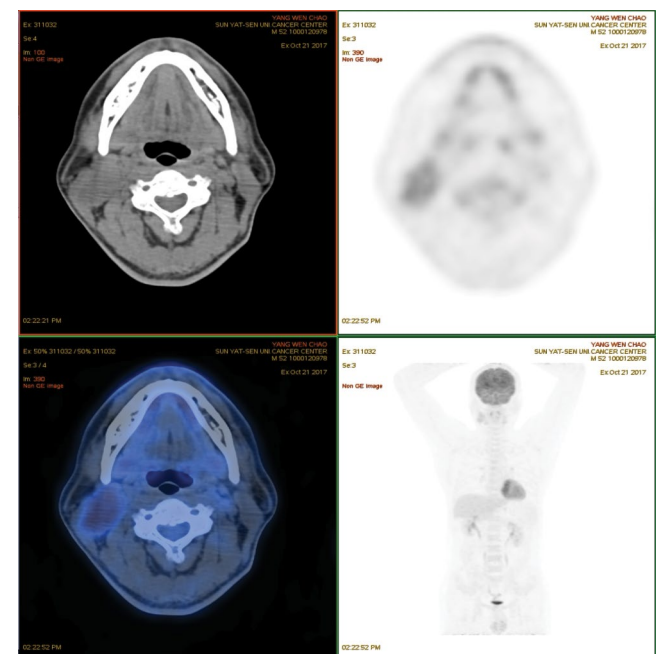 Ex: 311032
YANG WEN CHAO
SUN YAT-SEN UNI CANCER CENTER
M 52 1000120978
Se:4
Ex:Oct 21 2017
Im: 100
Non GE image
02:22:21 PM
Ex: 311032
YANG WEN CHAO
SUN YAT-SEN UNI CANCER CENTER
M 52 1000120978
Se:3
Ex:Oct 21 2017
Im: 390
Non GE image
02:22:52 PM
Ex: 50% 311032 / 50% 311032
YANG WEN CHAO
SUN YAT-SEN UNI CANCER CENTER
M 52 1000120978
Se:3 / 4
Ex:Oct 21 2017
Im: 390
Non GE image
02:22:52 PM
Ex: 311032
YANG WEN CHAO
SUN YAT-SEN UNI CANCER CENTER
M 52 1000120978
Se:3
Ex:Oct 21 2017
Non GE image
02:22:52 PM